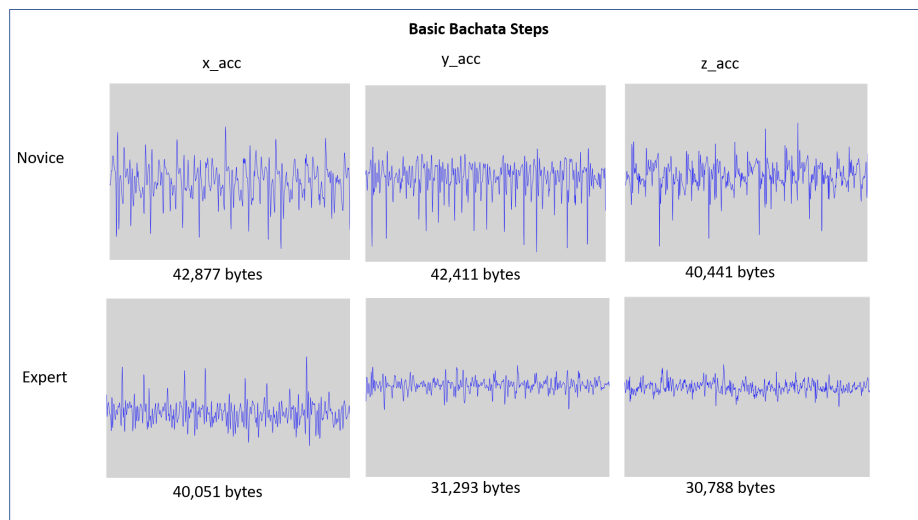 Basic Bachata Steps
x_acc y_acc z_acc
Novice
42,877 bytes 42,411 bytes 40,441 bytes
Expert
40,051 bytes 31,293 bytes 30,788 bytes